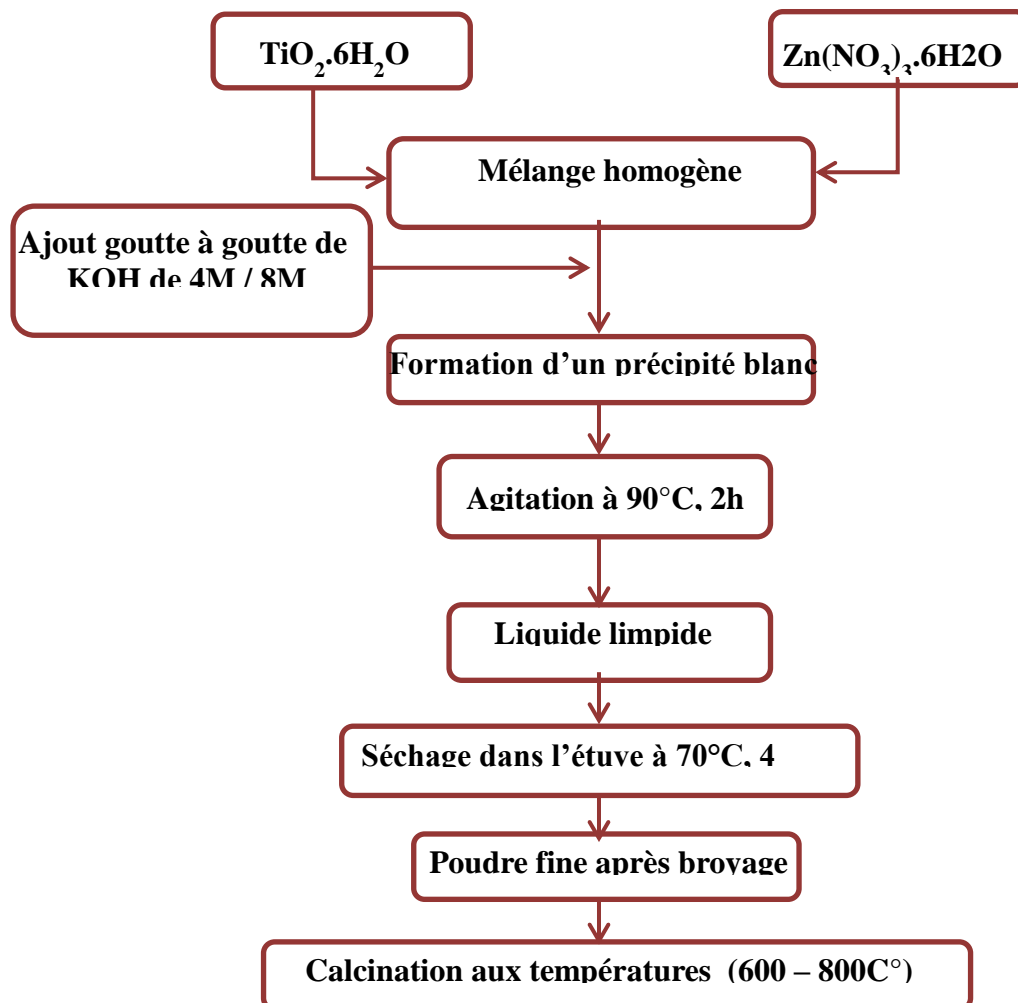 TiO₂.6H₂O
Zn(NO₃)₃.6H2O
Mélange homogène
Ajout goutte à goutte de
KOH de 4M / 8M
Formation d’un précipité blanc
Agitation à 90°C, 2h
Liquide limpide
Séchage dans l’étuve à 70°C, 4
Poudre fine après broyage
Calcination aux températures (600 – 800C°)